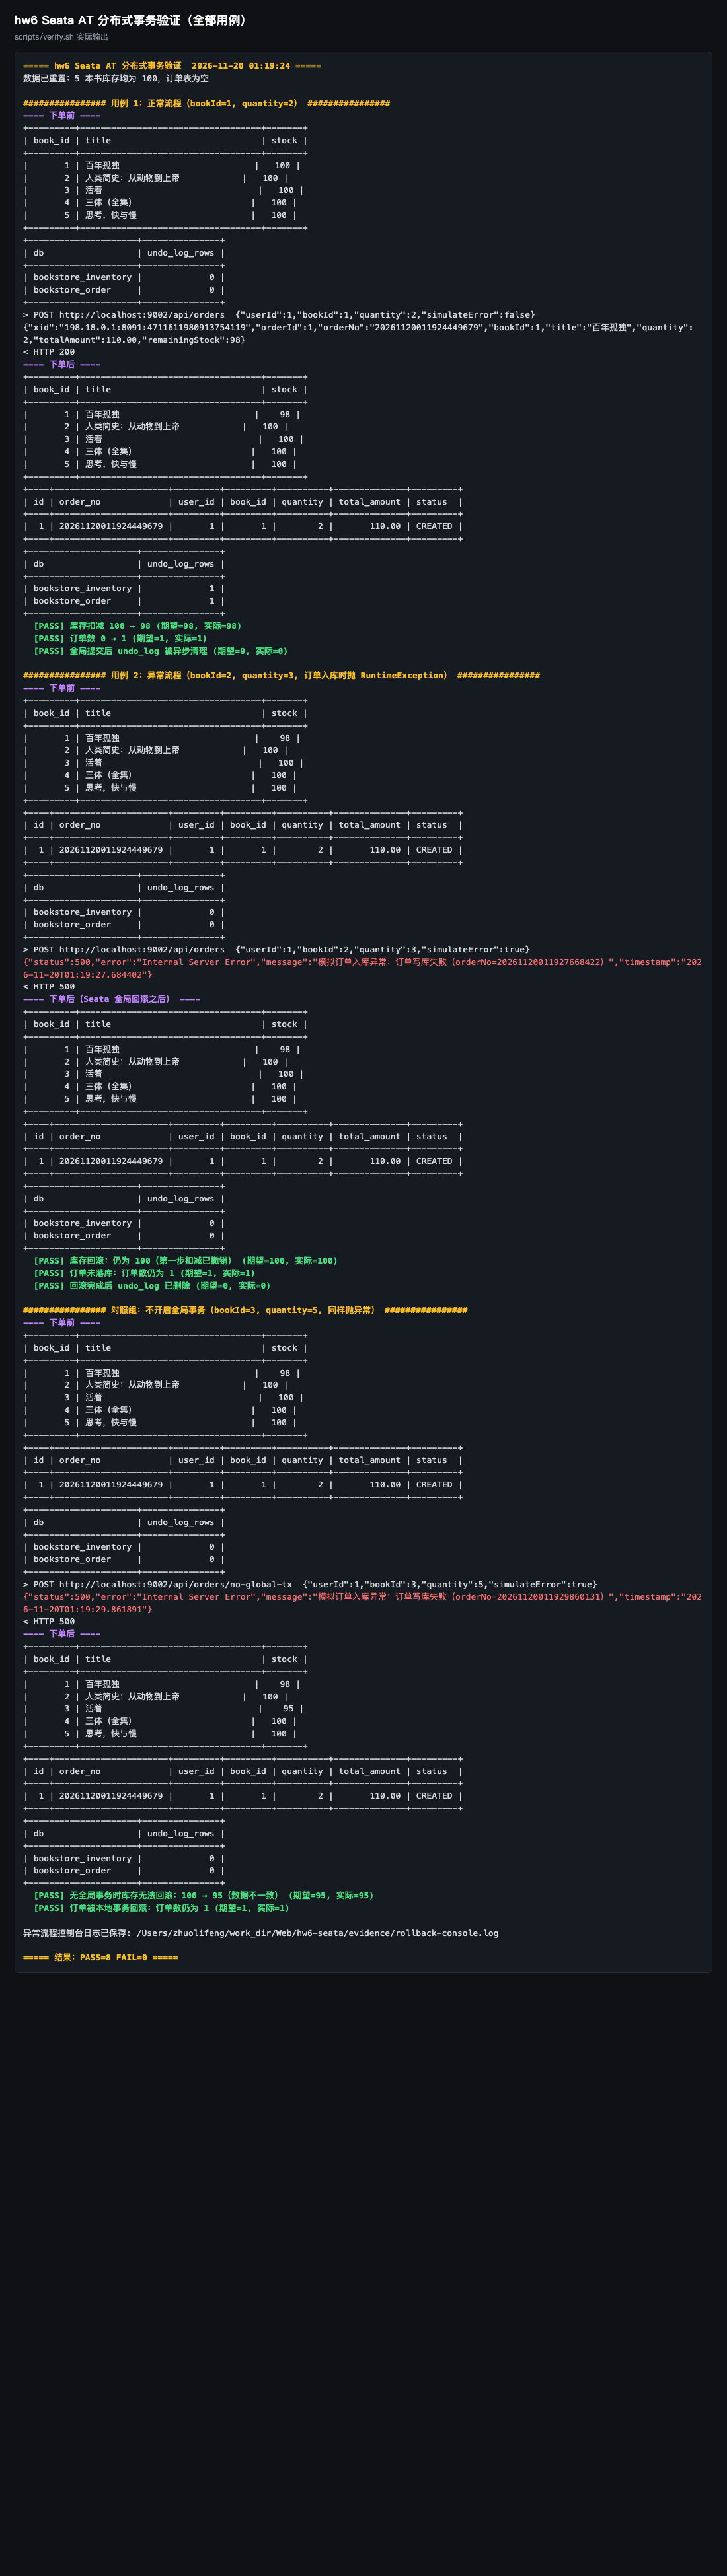 hw6 Seata AT 分布式事务验证（全部用例）
scripts/verify.sh 实际输出
===== hw6 Seata AT 分布式事务验证  2026-11-20 01:19:24 =====
数据已重置：5 本书库存均为 100，订单表为空
################ 用例 1：正常流程（bookId=1, quantity=2） ################
---- 下单前 ----
+---------+-----------------------------------+-------+
| book_id | title                             | stock |
+---------+-----------------------------------+-------+
|       1 | 百年孤独                          |   100 |
|       2 | 人类简史：从动物到上帝            |   100 |
|       3 | 活着                              |   100 |
|       4 | 三体（全集）                      |   100 |
|       5 | 思考，快与慢                      |   100 |
+---------+-----------------------------------+-------+
+---------------------+---------------+
| db                  | undo_log_rows |
+---------------------+---------------+
| bookstore_inventory |             0 |
| bookstore_order     |             0 |
+---------------------+---------------+
> POST http://localhost:9002/api/orders  {"userId":1,"bookId":1,"quantity":2,"simulateError":false}
{"xid":"198.18.0.1:8091:4711611980913754119","orderId":1,"orderNo":"20261120011924449679","bookId":1,"title":"百年孤独","quantity":
2,"totalAmount":110.00,"remainingStock":98}
< HTTP 200
---- 下单后 ----
+---------+-----------------------------------+-------+
| book_id | title                             | stock |
+---------+-----------------------------------+-------+
|       1 | 百年孤独                          |    98 |
|       2 | 人类简史：从动物到上帝            |   100 |
|       3 | 活着                              |   100 |
|       4 | 三体（全集）                      |   100 |
|       5 | 思考，快与慢                      |   100 |
+---------+-----------------------------------+-------+
+----+----------------------+---------+---------+----------+--------------+---------+
| id | order_no             | user_id | book_id | quantity | total_amount | status  |
+----+----------------------+---------+---------+----------+--------------+---------+
|  1 | 20261120011924449679 |       1 |       1 |        2 |       110.00 | CREATED |
+----+----------------------+---------+---------+----------+--------------+---------+
+---------------------+---------------+
| db                  | undo_log_rows |
+---------------------+---------------+
| bookstore_inventory |             1 |
| bookstore_order     |             1 |
+---------------------+---------------+
[PASS] 库存扣减 100 → 98 (期望=98, 实际=98)
[PASS] 订单数 0 → 1 (期望=1, 实际=1)
[PASS] 全局提交后 undo_log 被异步清理 (期望=0, 实际=0)
################ 用例 2：异常流程（bookId=2, quantity=3, 订单入库时抛 RuntimeException） ################
---- 下单前 ----
+---------+-----------------------------------+-------+
| book_id | title                             | stock |
+---------+-----------------------------------+-------+
|       1 | 百年孤独                          |    98 |
|       2 | 人类简史：从动物到上帝            |   100 |
|       3 | 活着                              |   100 |
|       4 | 三体（全集）                      |   100 |
|       5 | 思考，快与慢                      |   100 |
+---------+-----------------------------------+-------+
+----+----------------------+---------+---------+----------+--------------+---------+
| id | order_no             | user_id | book_id | quantity | total_amount | status  |
+----+----------------------+---------+---------+----------+--------------+---------+
|  1 | 20261120011924449679 |       1 |       1 |        2 |       110.00 | CREATED |
+----+----------------------+---------+---------+----------+--------------+---------+
+---------------------+---------------+
| db                  | undo_log_rows |
+---------------------+---------------+
| bookstore_inventory |             0 |
| bookstore_order     |             0 |
+---------------------+---------------+
> POST http://localhost:9002/api/orders  {"userId":1,"bookId":2,"quantity":3,"simulateError":true}
{"status":500,"error":"Internal Server Error","message":"模拟订单入库异常：订单写库失败（orderNo=20261120011927668422）","timestamp":"202
6-11-20T01:19:27.684402"}
< HTTP 500
---- 下单后（Seata 全局回滚之后） ----
+---------+-----------------------------------+-------+
| book_id | title                             | stock |
+---------+-----------------------------------+-------+
|       1 | 百年孤独                          |    98 |
|       2 | 人类简史：从动物到上帝            |   100 |
|       3 | 活着                              |   100 |
|       4 | 三体（全集）                      |   100 |
|       5 | 思考，快与慢                      |   100 |
+---------+-----------------------------------+-------+
+----+----------------------+---------+---------+----------+--------------+---------+
| id | order_no             | user_id | book_id | quantity | total_amount | status  |
+----+----------------------+---------+---------+----------+--------------+---------+
|  1 | 20261120011924449679 |       1 |       1 |        2 |       110.00 | CREATED |
+----+----------------------+---------+---------+----------+--------------+---------+
+---------------------+---------------+
| db                  | undo_log_rows |
+---------------------+---------------+
| bookstore_inventory |             0 |
| bookstore_order     |             0 |
+---------------------+---------------+
[PASS] 库存回滚：仍为 100（第一步扣减已撤销） (期望=100, 实际=100)
[PASS] 订单未落库：订单数仍为 1 (期望=1, 实际=1)
[PASS] 回滚完成后 undo_log 已删除 (期望=0, 实际=0)
################ 对照组：不开启全局事务（bookId=3, quantity=5, 同样抛异常） ################
---- 下单前 ----
+---------+-----------------------------------+-------+
| book_id | title                             | stock |
+---------+-----------------------------------+-------+
|       1 | 百年孤独                          |    98 |
|       2 | 人类简史：从动物到上帝            |   100 |
|       3 | 活着                              |   100 |
|       4 | 三体（全集）                      |   100 |
|       5 | 思考，快与慢                      |   100 |
+---------+-----------------------------------+-------+
+----+----------------------+---------+---------+----------+--------------+---------+
| id | order_no             | user_id | book_id | quantity | total_amount | status  |
+----+----------------------+---------+---------+----------+--------------+---------+
|  1 | 20261120011924449679 |       1 |       1 |        2 |       110.00 | CREATED |
+----+----------------------+---------+---------+----------+--------------+---------+
+---------------------+---------------+
| db                  | undo_log_rows |
+---------------------+---------------+
| bookstore_inventory |             0 |
| bookstore_order     |             0 |
+---------------------+---------------+
> POST http://localhost:9002/api/orders/no-global-tx  {"userId":1,"bookId":3,"quantity":5,"simulateError":true}
{"status":500,"error":"Internal Server Error","message":"模拟订单入库异常：订单写库失败（orderNo=20261120011929860131）","timestamp":"202
6-11-20T01:19:29.861891"}
< HTTP 500
---- 下单后 ----
+---------+-----------------------------------+-------+
| book_id | title                             | stock |
+---------+-----------------------------------+-------+
|       1 | 百年孤独                          |    98 |
|       2 | 人类简史：从动物到上帝            |   100 |
|       3 | 活着                              |    95 |
|       4 | 三体（全集）                      |   100 |
|       5 | 思考，快与慢                      |   100 |
+---------+-----------------------------------+-------+
+----+----------------------+---------+---------+----------+--------------+---------+
| id | order_no             | user_id | book_id | quantity | total_amount | status  |
+----+----------------------+---------+---------+----------+--------------+---------+
|  1 | 20261120011924449679 |       1 |       1 |        2 |       110.00 | CREATED |
+----+----------------------+---------+---------+----------+--------------+---------+
+---------------------+---------------+
| db                  | undo_log_rows |
+---------------------+---------------+
| bookstore_inventory |             0 |
| bookstore_order     |             0 |
+---------------------+---------------+
[PASS] 无全局事务时库存无法回滚：100 → 95（数据不一致） (期望=95, 实际=95)
[PASS] 订单被本地事务回滚：订单数仍为 1 (期望=1, 实际=1)
异常流程控制台日志已保存: /Users/zhuolifeng/work_dir/Web/hw6-seata/evidence/rollback-console.log
===== 结果：PASS=8 FAIL=0 =====